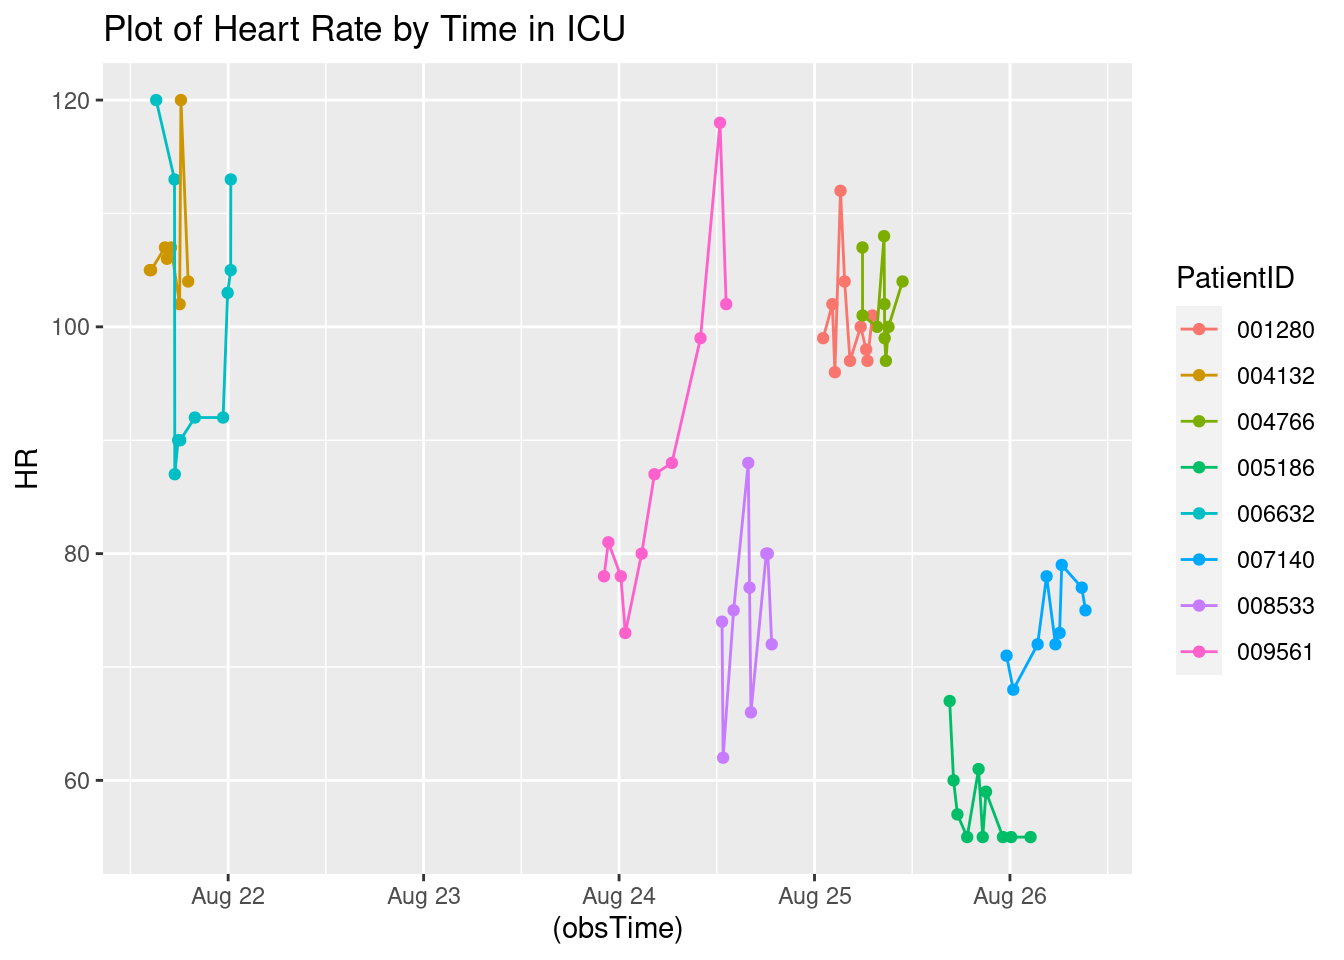 Plot of Heart Rate by Time in ICU
120
100
80
60
HR
Aug 22
Aug 23
Aug 24
Aug 25
Aug 26
(obsTime)
PatientID
001280
004132
004766
005186
006632
007140
008533
009561